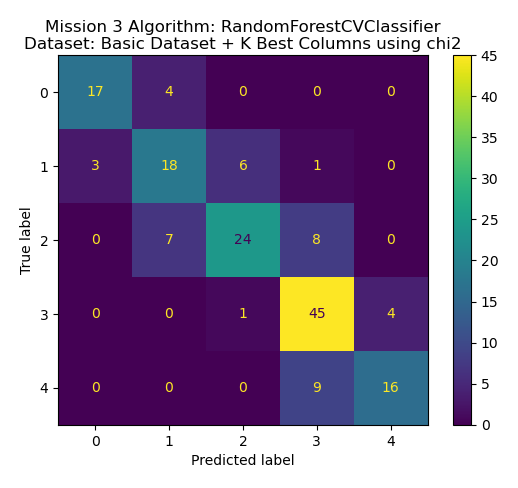 Mission 3 Algorithm: RandomForestCVClassifier
Dataset: Basic Dataset + K Best Columns using chi2
True label
0 17 4 0 0 0
1 3 18 6 1 0
2 0 7 24 8 0
3 0 0 1 45 4
4 0 0 0 9 16
0 1 2 3 4
Predicted label
45
40
35
30
25
20
15
10
5
0